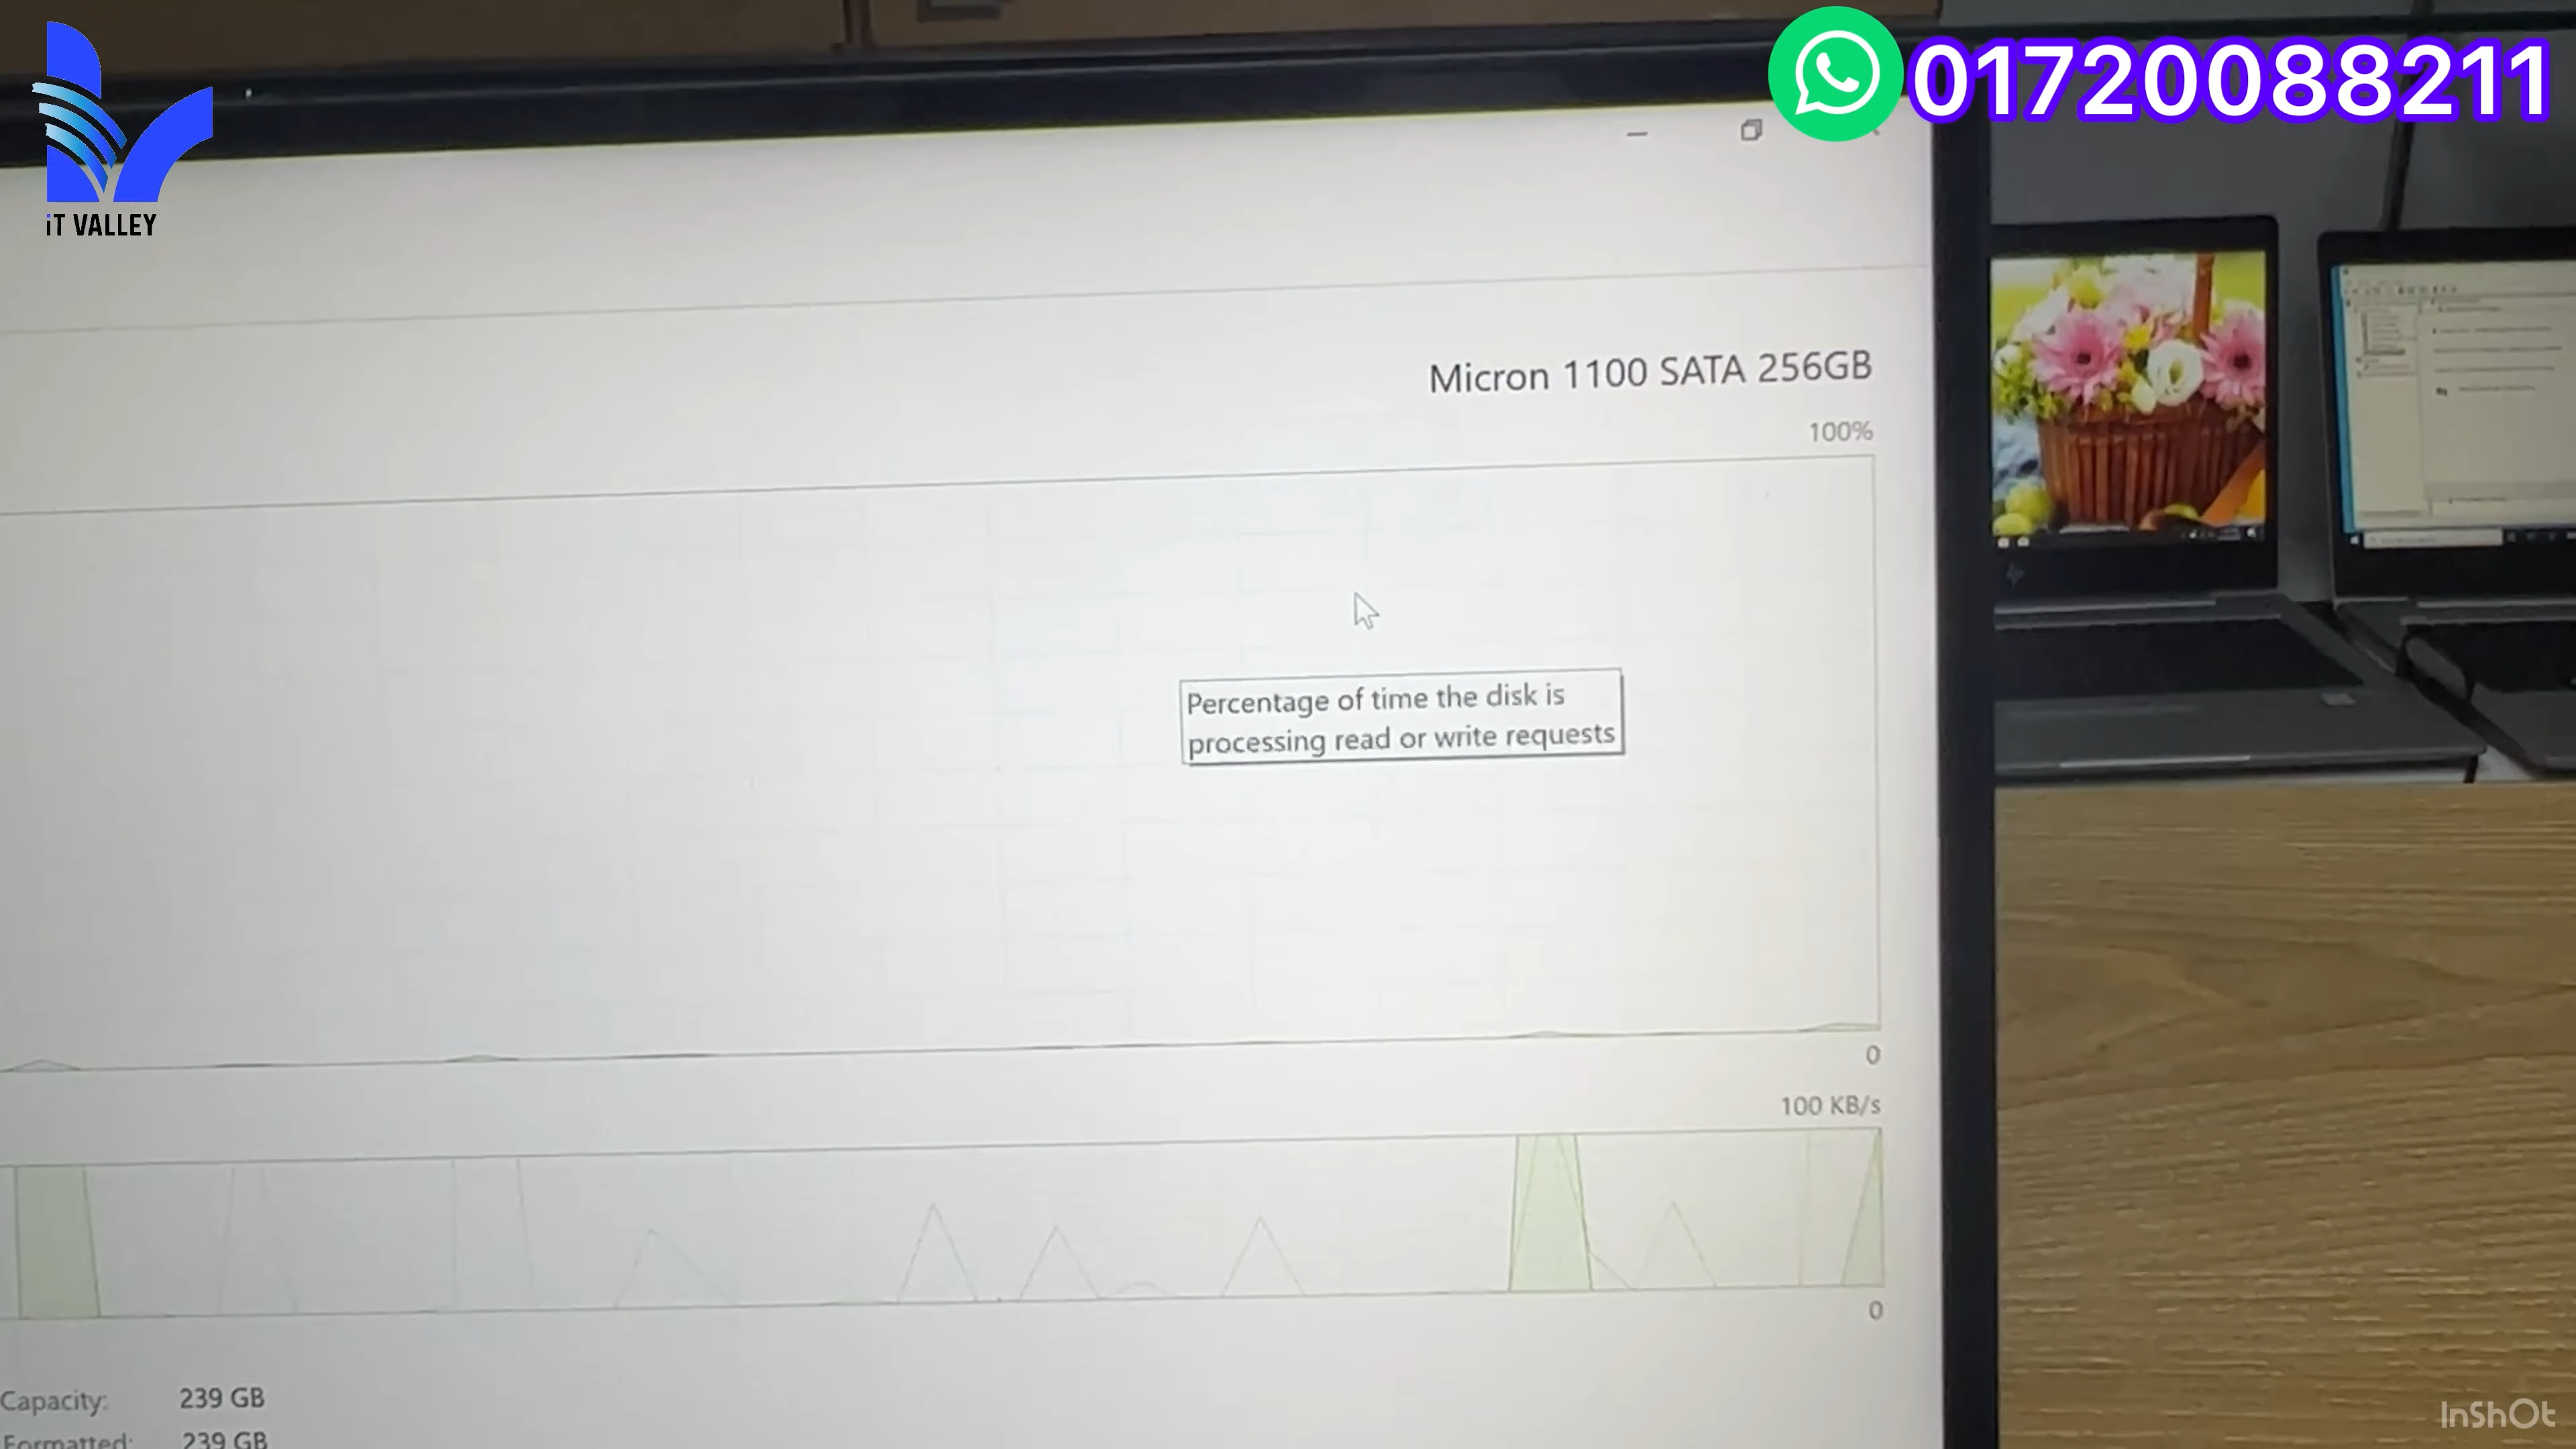 01720088211
iT VALLEY
Micron 1100 SATA 256GB
100%
Percentage of time the disk is
processing read or write requests
0
100 KB/s
0
Capacity: 239 GB
Formatted: 239 GB
InShOt